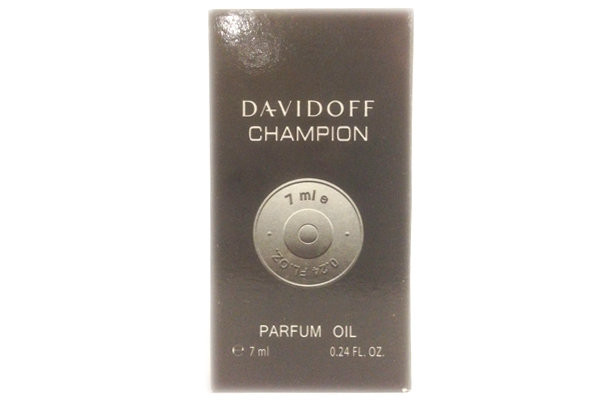 DAVIDOFF
CHAMPION
7 ml e
0.24 FL.OZ.
PARFUM OIL
℮ 7 ml 0.24 FL. OZ.